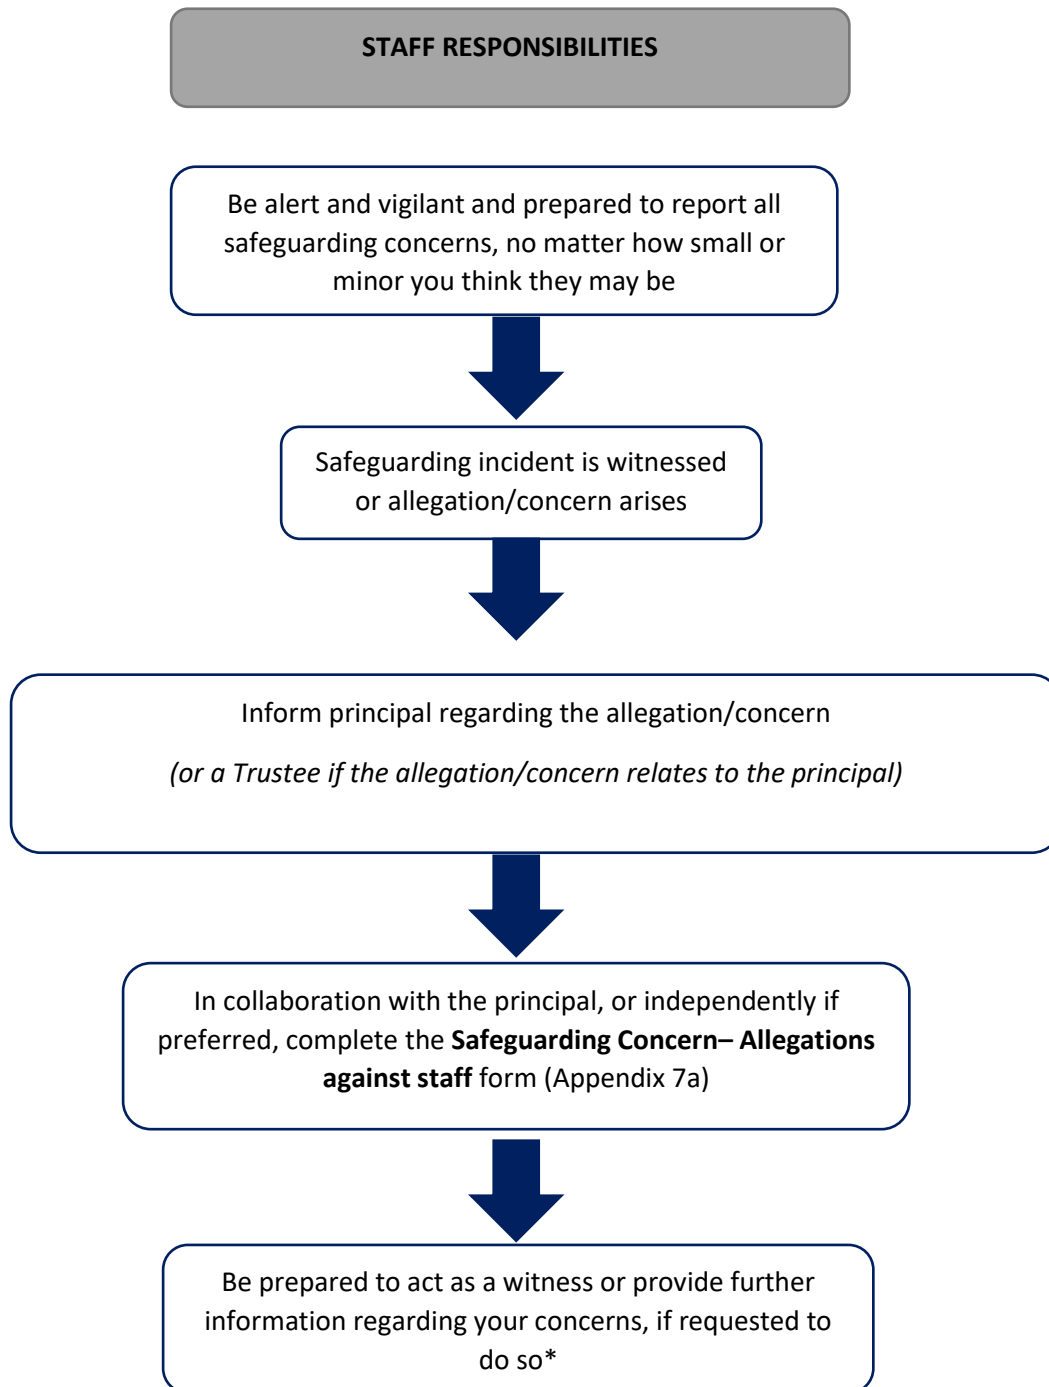 STAFF RESPONSIBILITIES
Be alert and vigilant and prepared to report all
safeguarding concerns, no matter how small or
minor you think they may be
Safeguarding incident is witnessed
or allegation/concern arises
Inform principal regarding the allegation/concern
(or a Trustee if the allegation/concern relates to the principal)
In collaboration with the principal, or independently if
preferred, complete the Safeguarding Concern– Allegations
against staff form (Appendix 7a)
Be prepared to act as a witness or provide further
information regarding your concerns, if requested to
do so*